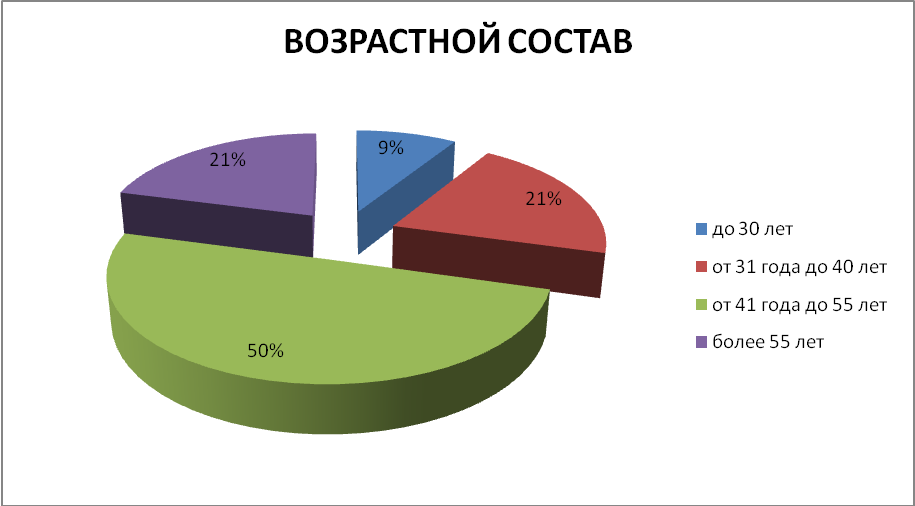 ВОЗРАСТНОЙ СОСТАВ
9%
21%
21%
50%
до 30 лет
от 31 года до 40 лет
от 41 года до 55 лет
более 55 лет